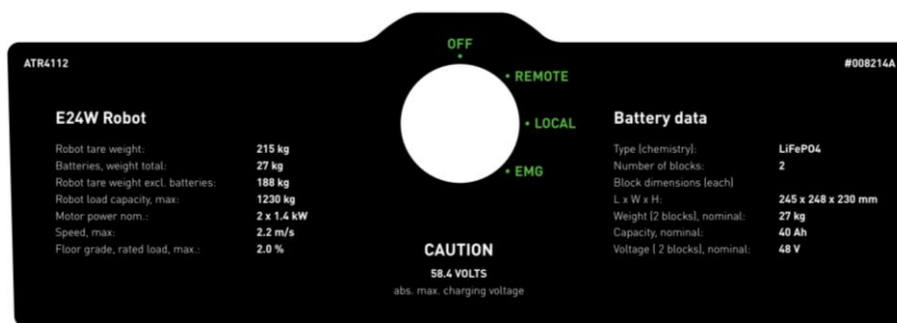 ATR4112
#008214A
OFF
• REMOTE
• LOCAL
• EMG
E24W Robot
Robot tare weight: 215 kg
Batteries, weight total: 27 kg
Robot tare weight excl. batteries: 188 kg
Robot load capacity, max: 1230 kg
Motor power nom.: 2 x 1.4 kW
Speed, max: 2.2 m/s
Floor grade, rated load, max.: 2.0 %
CAUTION
58.4 VOLTS
abs. max. charging voltage
Battery data
Type (chemistry): LiFePO4
Number of blocks: 2
Block dimensions (each)
L x W x H: 245 x 248 x 230 mm
Weight (2 blocks), nominal: 27 kg
Capacity, nominal: 40 Ah
Voltage ( 2 blocks), nominal: 48 V